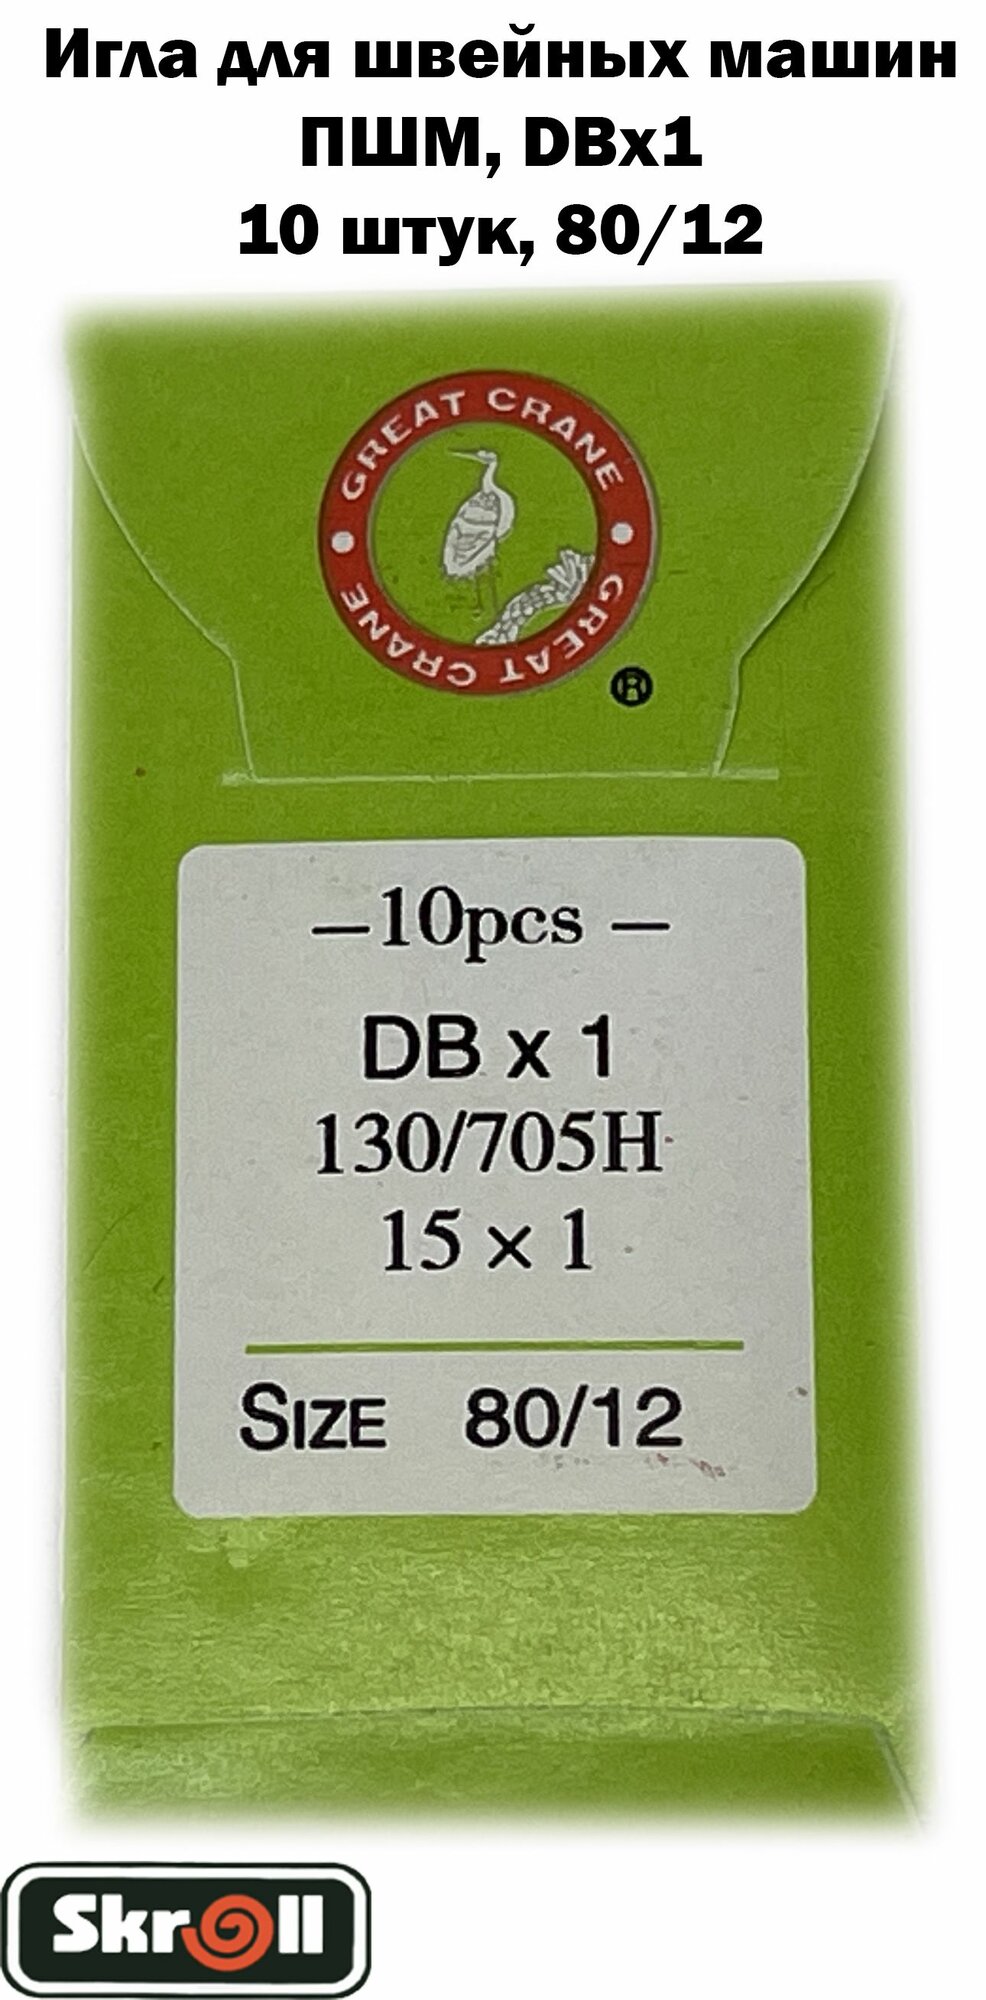 Игла для швейных машин
ПШМ, DBx1
10 штук, 80/12
GREAT CRANE
GREAT CRANE
®
—10pcs —
DB x 1
130/705H
15 × 1
SIZE 80/12
Skroll